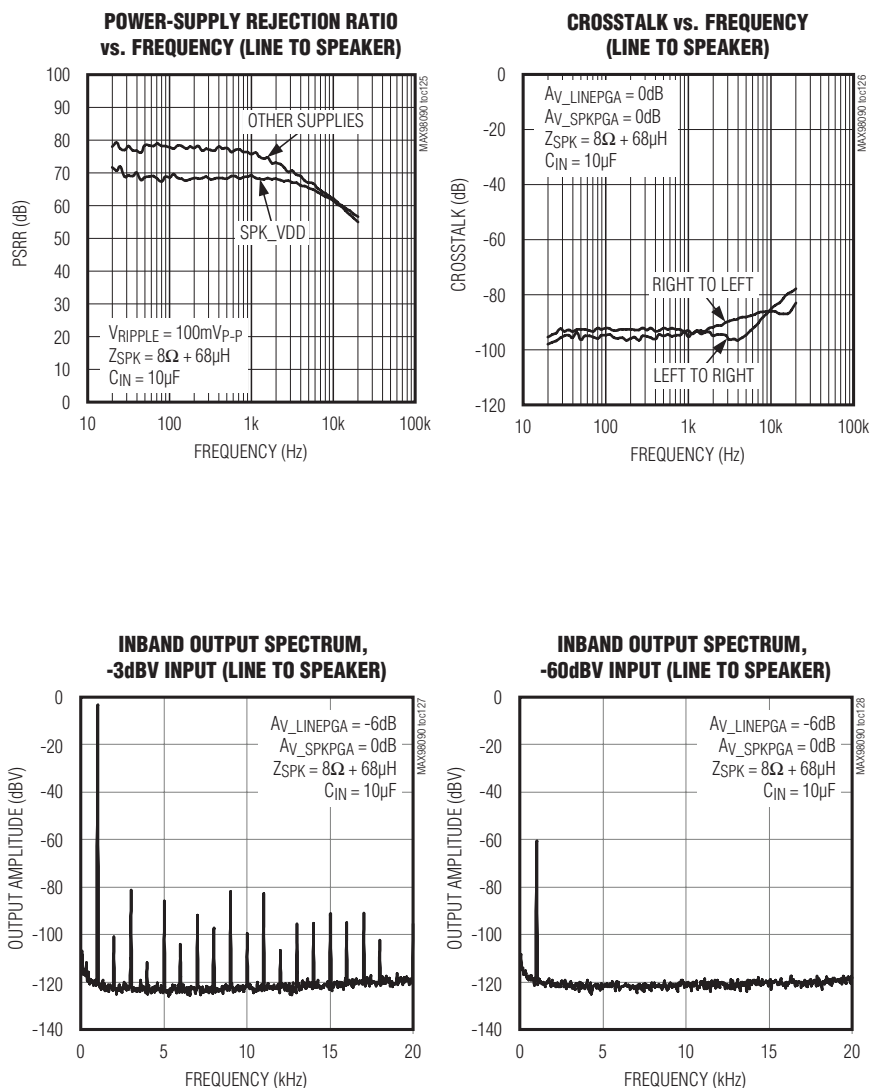 POWER-SUPPLY REJECTION RATIO
vs. FREQUENCY (LINE TO SPEAKER)
MAX98090 toc125
PSRR (dB)
100
90
80
70
60
50
40
30
20
10
0
OTHER SUPPLIES
SPK_VDD
VRIPPLE = 100mVP-P
ZSPK = 8Ω + 68µH
CIN = 10µF
10
100
1k
10k
100k
FREQUENCY (Hz)
CROSSTALK vs. FREQUENCY
(LINE TO SPEAKER)
MAX98090 toc126
CROSSTALK (dB)
0
-20
-40
-60
-80
-100
-120
AV_LINEPGA = 0dB
AV_SPKPGA = 0dB
ZSPK = 8Ω + 68µH
CIN = 10µF
RIGHT TO LEFT
LEFT TO RIGHT
10
100
1k
10k
100k
FREQUENCY (Hz)
INBAND OUTPUT SPECTRUM,
-3dBV INPUT (LINE TO SPEAKER)
MAX98090 toc127
OUTPUT AMPLITUDE (dBV)
0
-20
-40
-60
-80
-100
-120
-140
AV_LINEPGA = -6dB
AV_SPKPGA = 0dB
ZSPK = 8Ω + 68µH
CIN = 10µF
0
5
10
15
20
FREQUENCY (kHz)
INBAND OUTPUT SPECTRUM,
-60dBV INPUT (LINE TO SPEAKER)
MAX98090 toc128
OUTPUT AMPLITUDE (dBV)
0
-20
-40
-60
-80
-100
-120
-140
AV_LINEPGA = -6dB
AV_SPKPGA = 0dB
ZSPK = 8Ω + 68µH
CIN = 10µF
0
5
10
15
20
FREQUENCY (kHz)